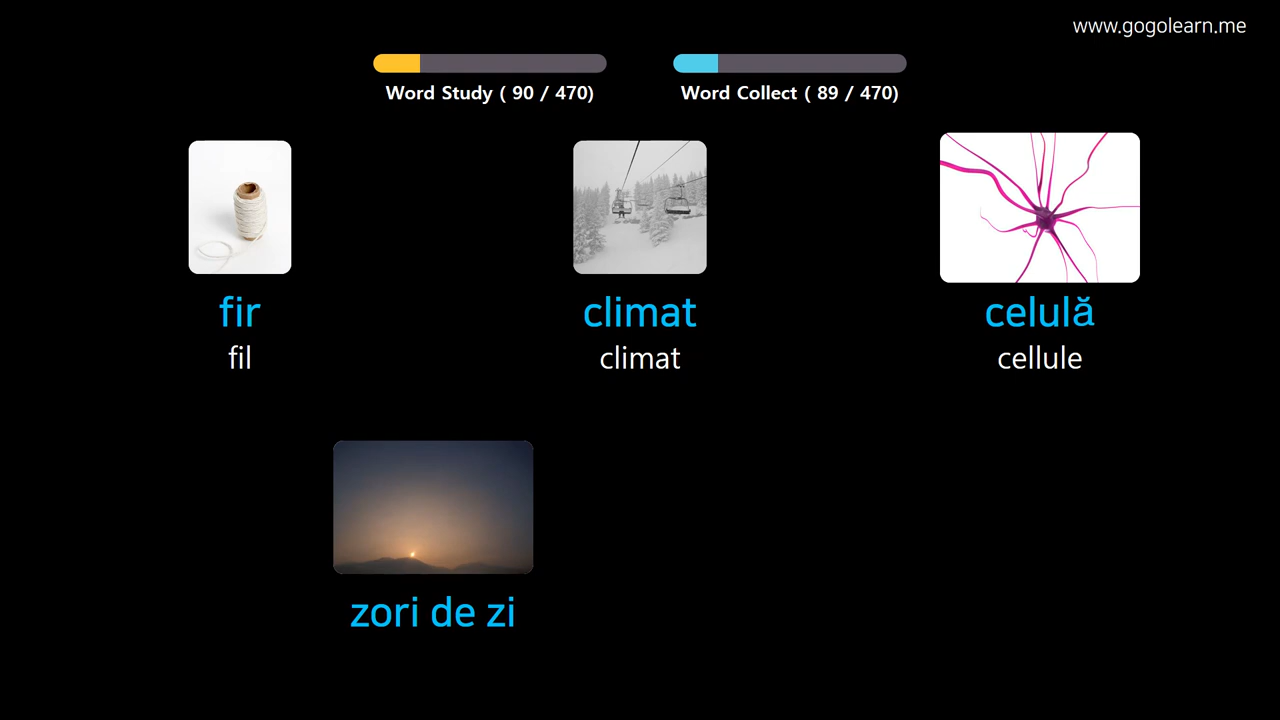 www.gogolearn.me
Word Study ( 90 / 470)
Word Collect ( 89 / 470)
fir
fil
climat
climat
celulă
cellule
zori de zi